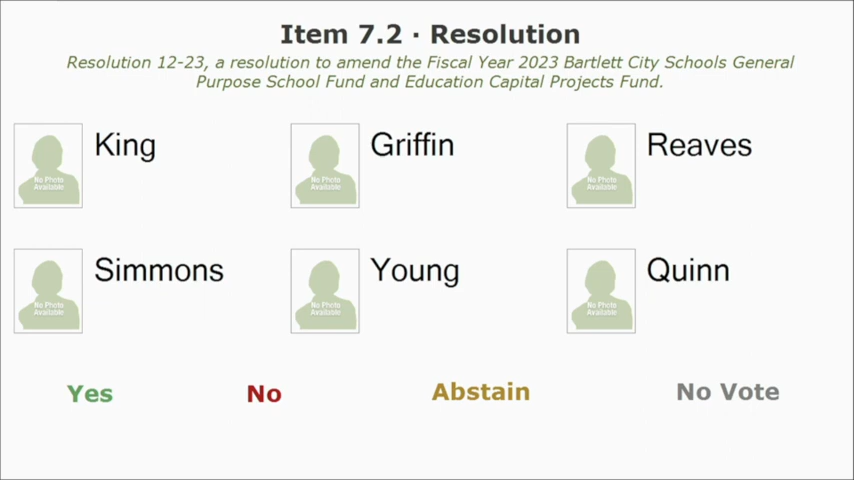 Item 7.2 · Resolution
Resolution 12-23, a resolution to amend the Fiscal Year 2023 Bartlett City Schools General
Purpose School Fund and Education Capital Projects Fund.
King
No Photo
Available
Griffin
No Photo
Available
Reaves
No Photo
Available
Simmons
No Photo
Available
Young
No Photo
Available
Quinn
No Photo
Available
Yes
No
Abstain
No Vote